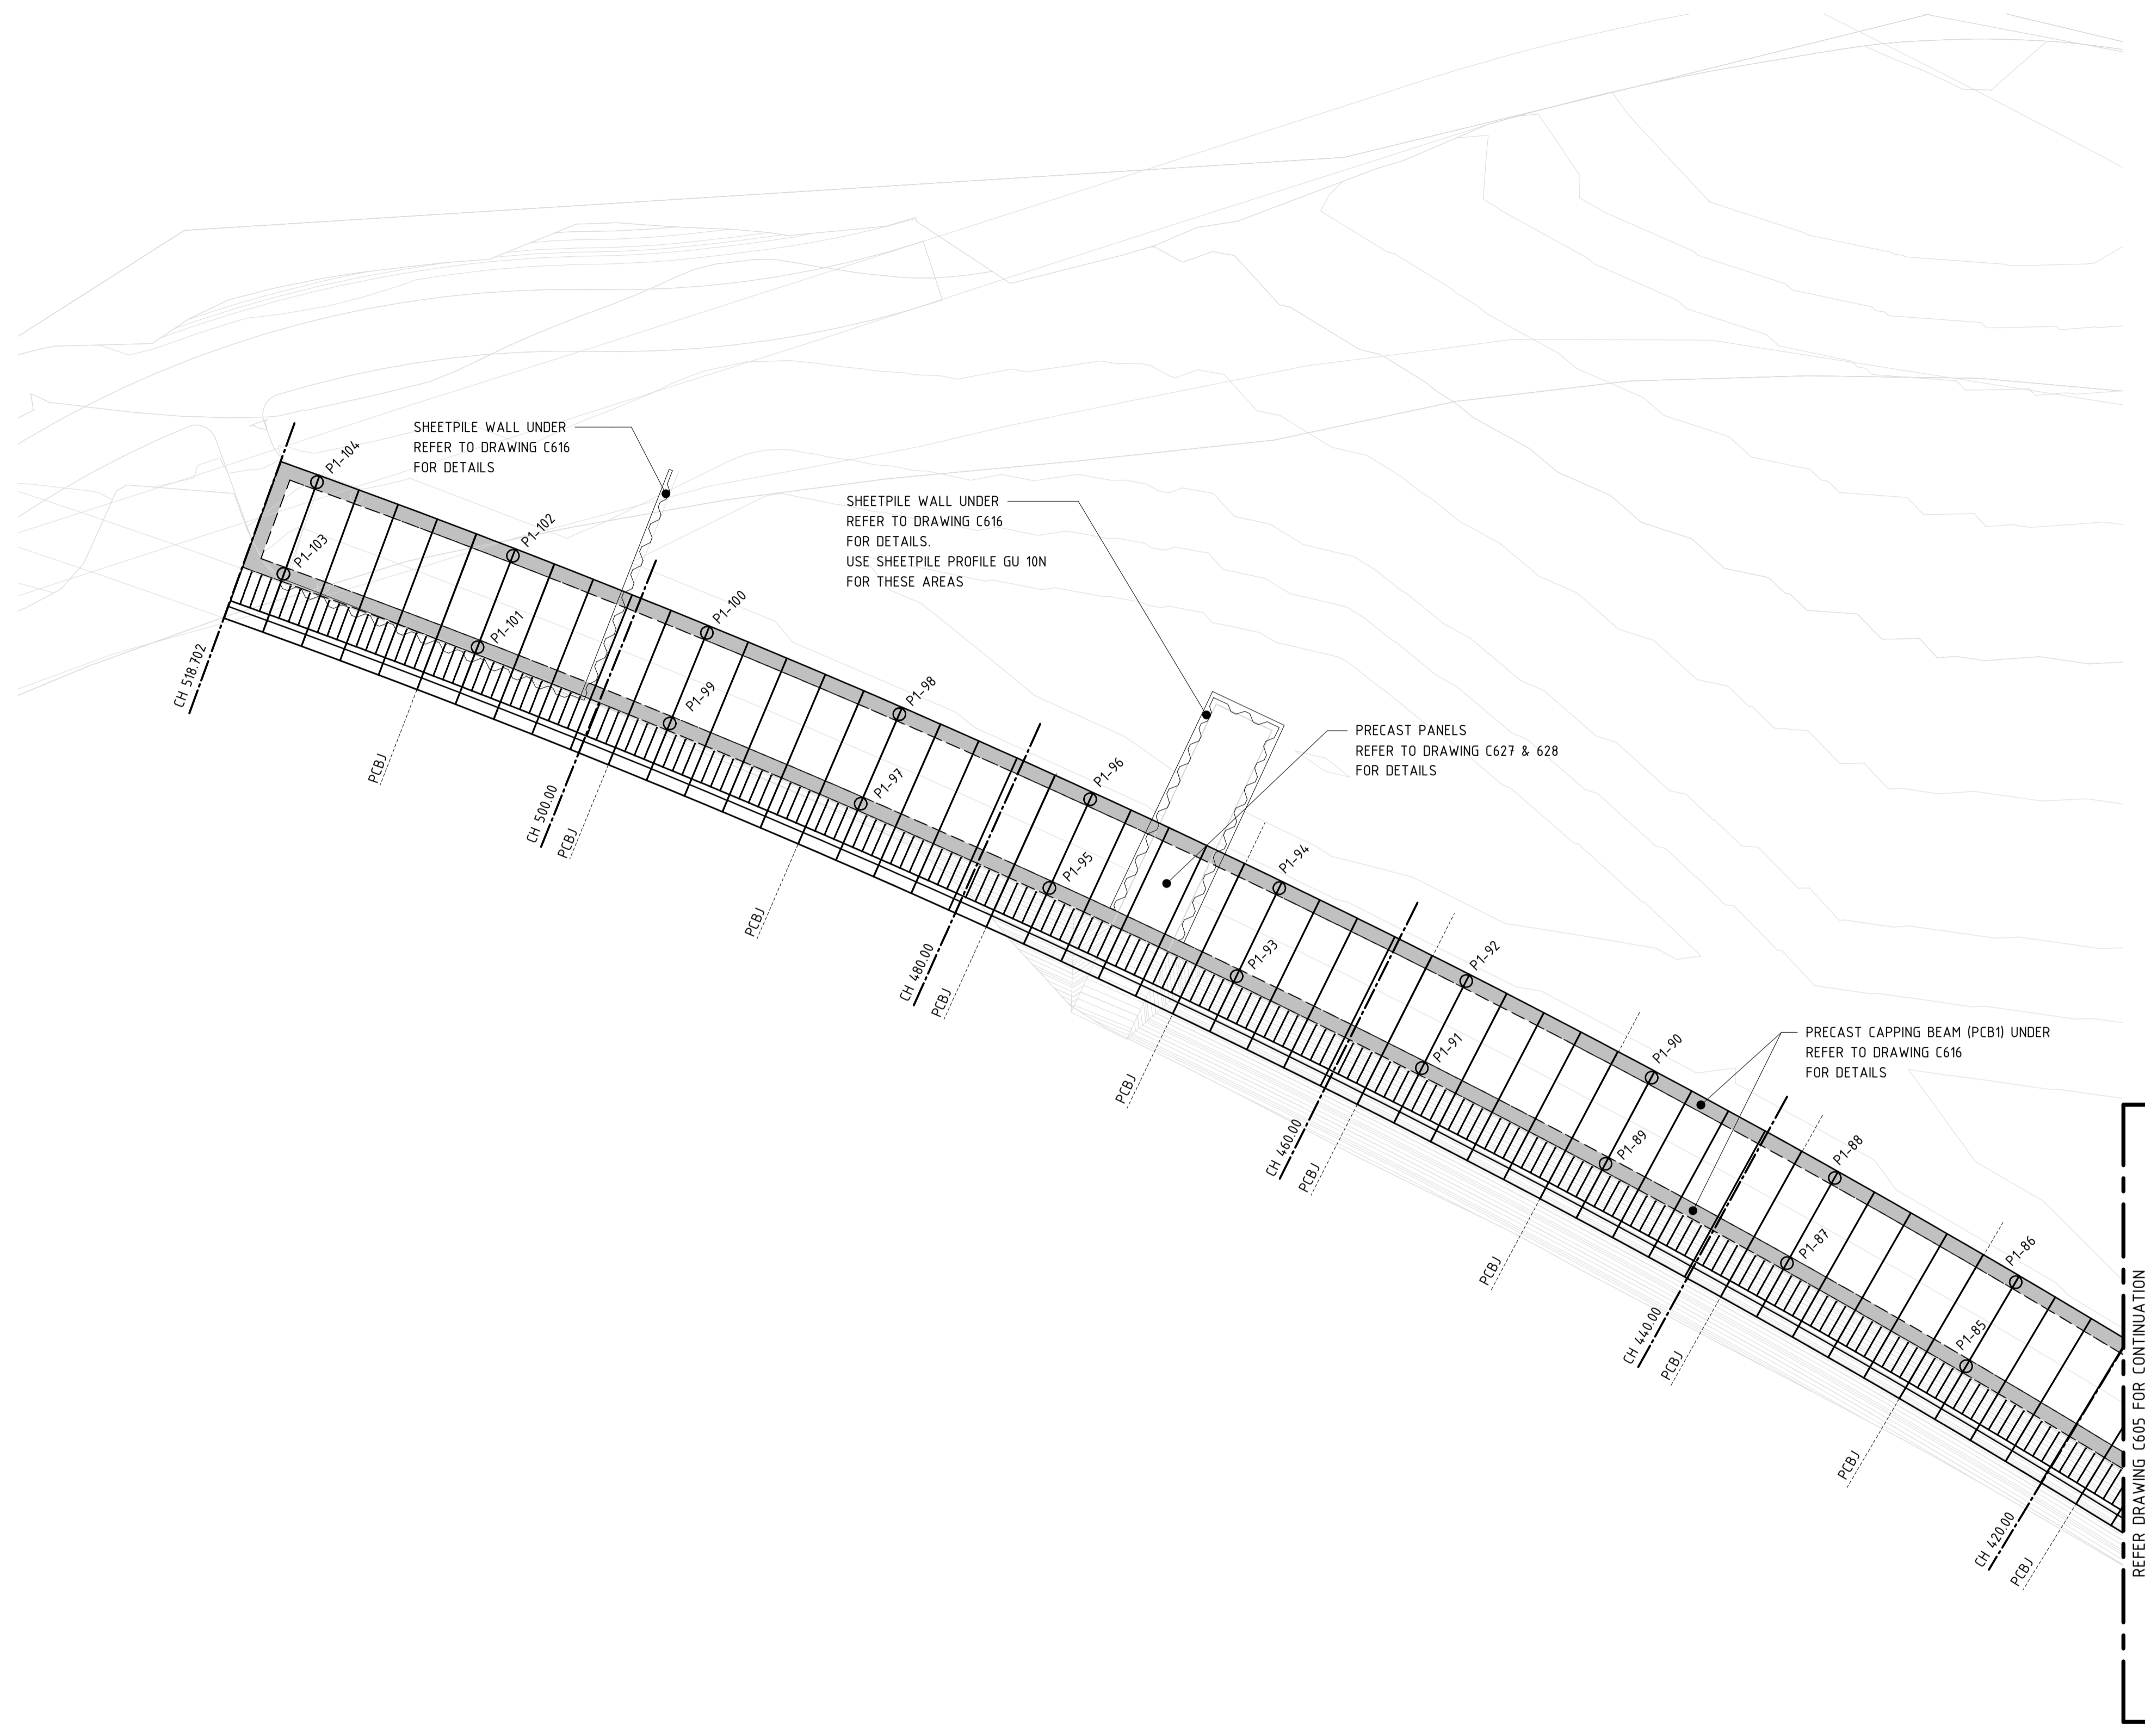 SHEETPILE WALL UNDER
REFER TO DRAWING C616
FOR DETAILS
SHEETPILE WALL UNDER
REFER TO DRAWING C616
FOR DETAILS.
USE SHEETPILE PROFILE GU 10N
FOR THESE AREAS
PRECAST PANELS
REFER TO DRAWING C627 & 628
FOR DETAILS
PRECAST CAPPING BEAM (PCB1) UNDER
REFER TO DRAWING C616
FOR DETAILS
P1-104
P1-103
P1-102
P1-101
P1-100
P1-99
P1-98
P1-97
P1-96
P1-95
P1-94
P1-93
P1-92
P1-91
P1-90
P1-89
P1-88
P1-87
P1-86
P1-85
CH 518.702
PCBJ
CH 500.00
PCBJ
PCBJ
CH 480.00
PCBJ
PCBJ
CH 460.00
PCBJ
PCBJ
CH 440.00
PCBJ
PCBJ
CH 420.00
PCBJ
REFER DRAWING C605 FOR CONTINUATION